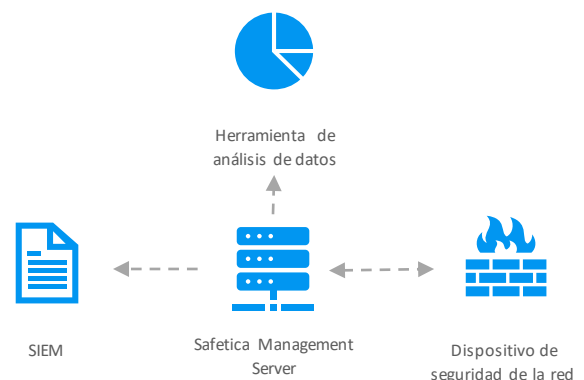 Herramienta de
análisis de datos
SIEM
Safetica Management
Server
Dispositivo de
seguridad de la red